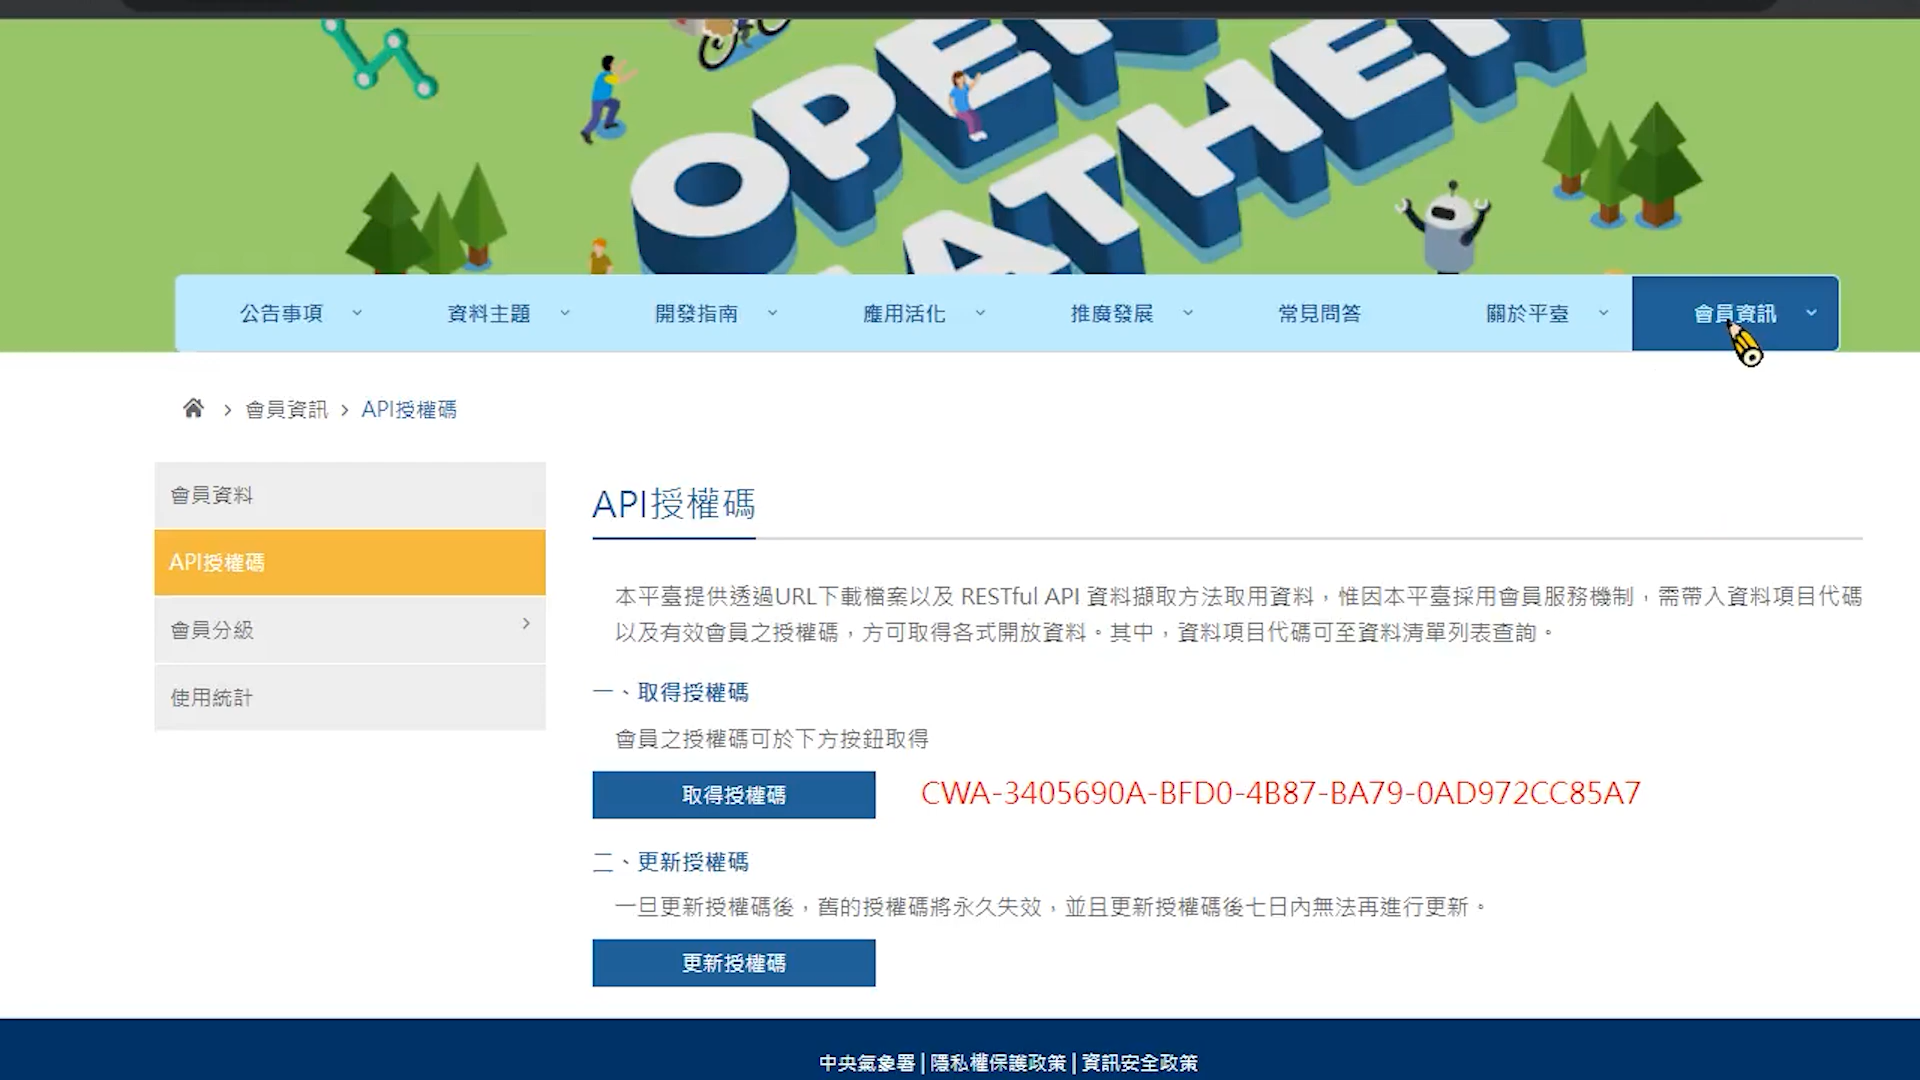 OPEN
WEATHER
公告事項
資料主題
開發指南
應用活化
推廣發展
常見問答
關於平臺
會員資訊
會員資訊 > API授權碼
會員資料
API授權碼
會員分級
使用統計
API授權碼
本平臺提供透過URL下載檔案以及 RESTful API 資料擷取方法取用資料，惟因本平臺採用會員服務機制，需帶入資料項目代碼
以及有效會員之授權碼，方可取得各式開放資料。其中，資料項目代碼可至資料清單列表查詢。
一、取得授權碼
會員之授權碼可於下方按鈕取得
取得授權碼
CWA-3405690A-BFD0-4B87-BA79-0AD972CC85A7
二、更新授權碼
一旦更新授權碼後，舊的授權碼將永久失效，並且更新授權碼後七日內無法再進行更新。
更新授權碼
中央氣象署 | 隱私權保護政策 | 資訊安全政策